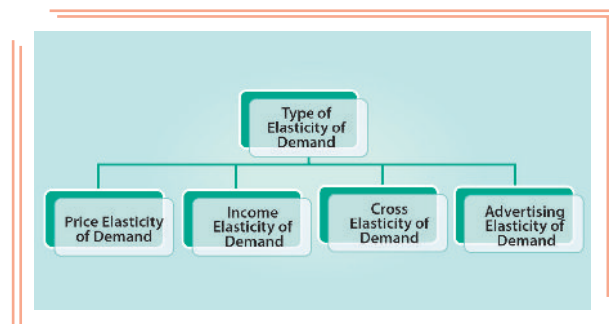 Type of
Elasticity of
Demand
Price Elasticity
of Demand
Income
Elasticity of
Demand
Cross
Elasticity of
Demand
Advertising
Elasticity of
Demand